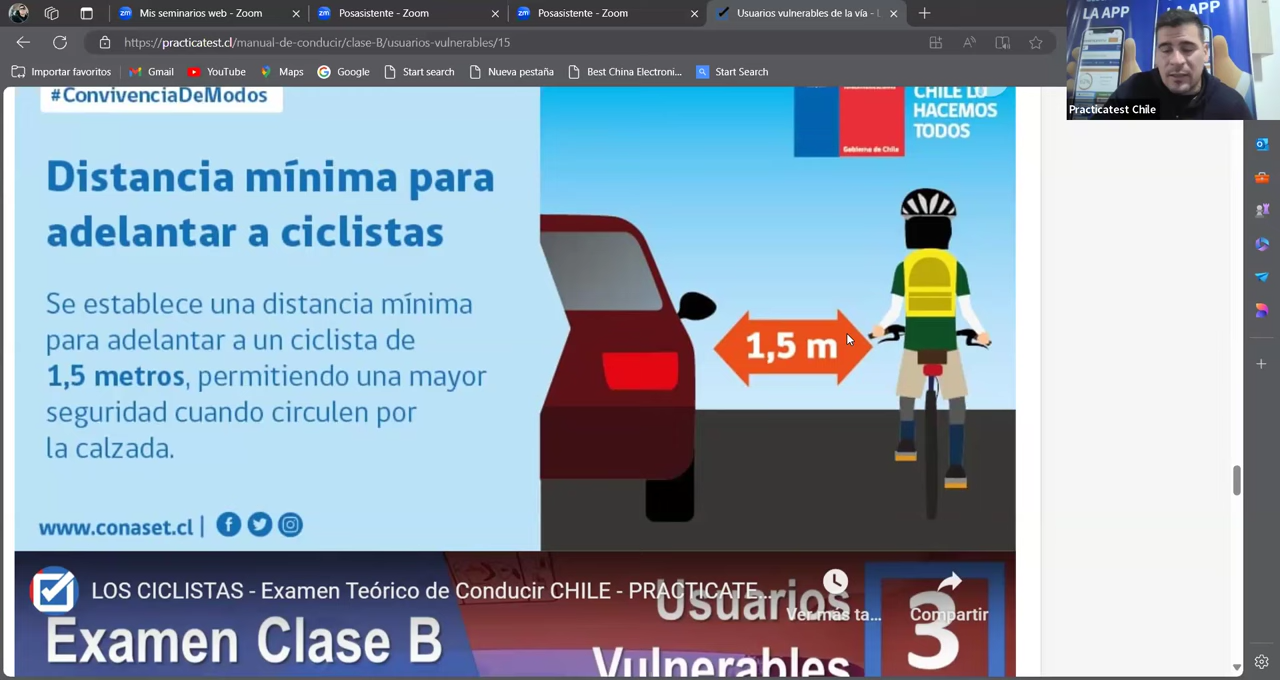 Mis seminarios web - Zoom
Posasistente - Zoom
Posasistente - Zoom
Usuarios vulnerables de la vía - L
https://practicatest.cl/manual-de-conducir/clase-B/usuarios-vulnerables/15
Importar favoritos
Gmail
YouTube
Maps
Google
Start search
Nueva pestaña
Best China Electroni...
Start Search
LA APP
LA APP
Practicatest Chile
#ConvivenciaDeModos
Gobierno de Chile
CHILE LO
HACEMOS
TODOS
Distancia mínima para
adelantar a ciclistas
Se establece una distancia mínima
para adelantar a un ciclista de
1,5 metros, permitiendo una mayor
seguridad cuando circulen por
la calzada.
1,5 m
www.conaset.cl |
LOS CICLISTAS - Examen Teórico de Conducir CHILE - PRACTICATE...
Ver más ta...
Compartir
Examen Clase B
Usuarios
Vulnerables
3